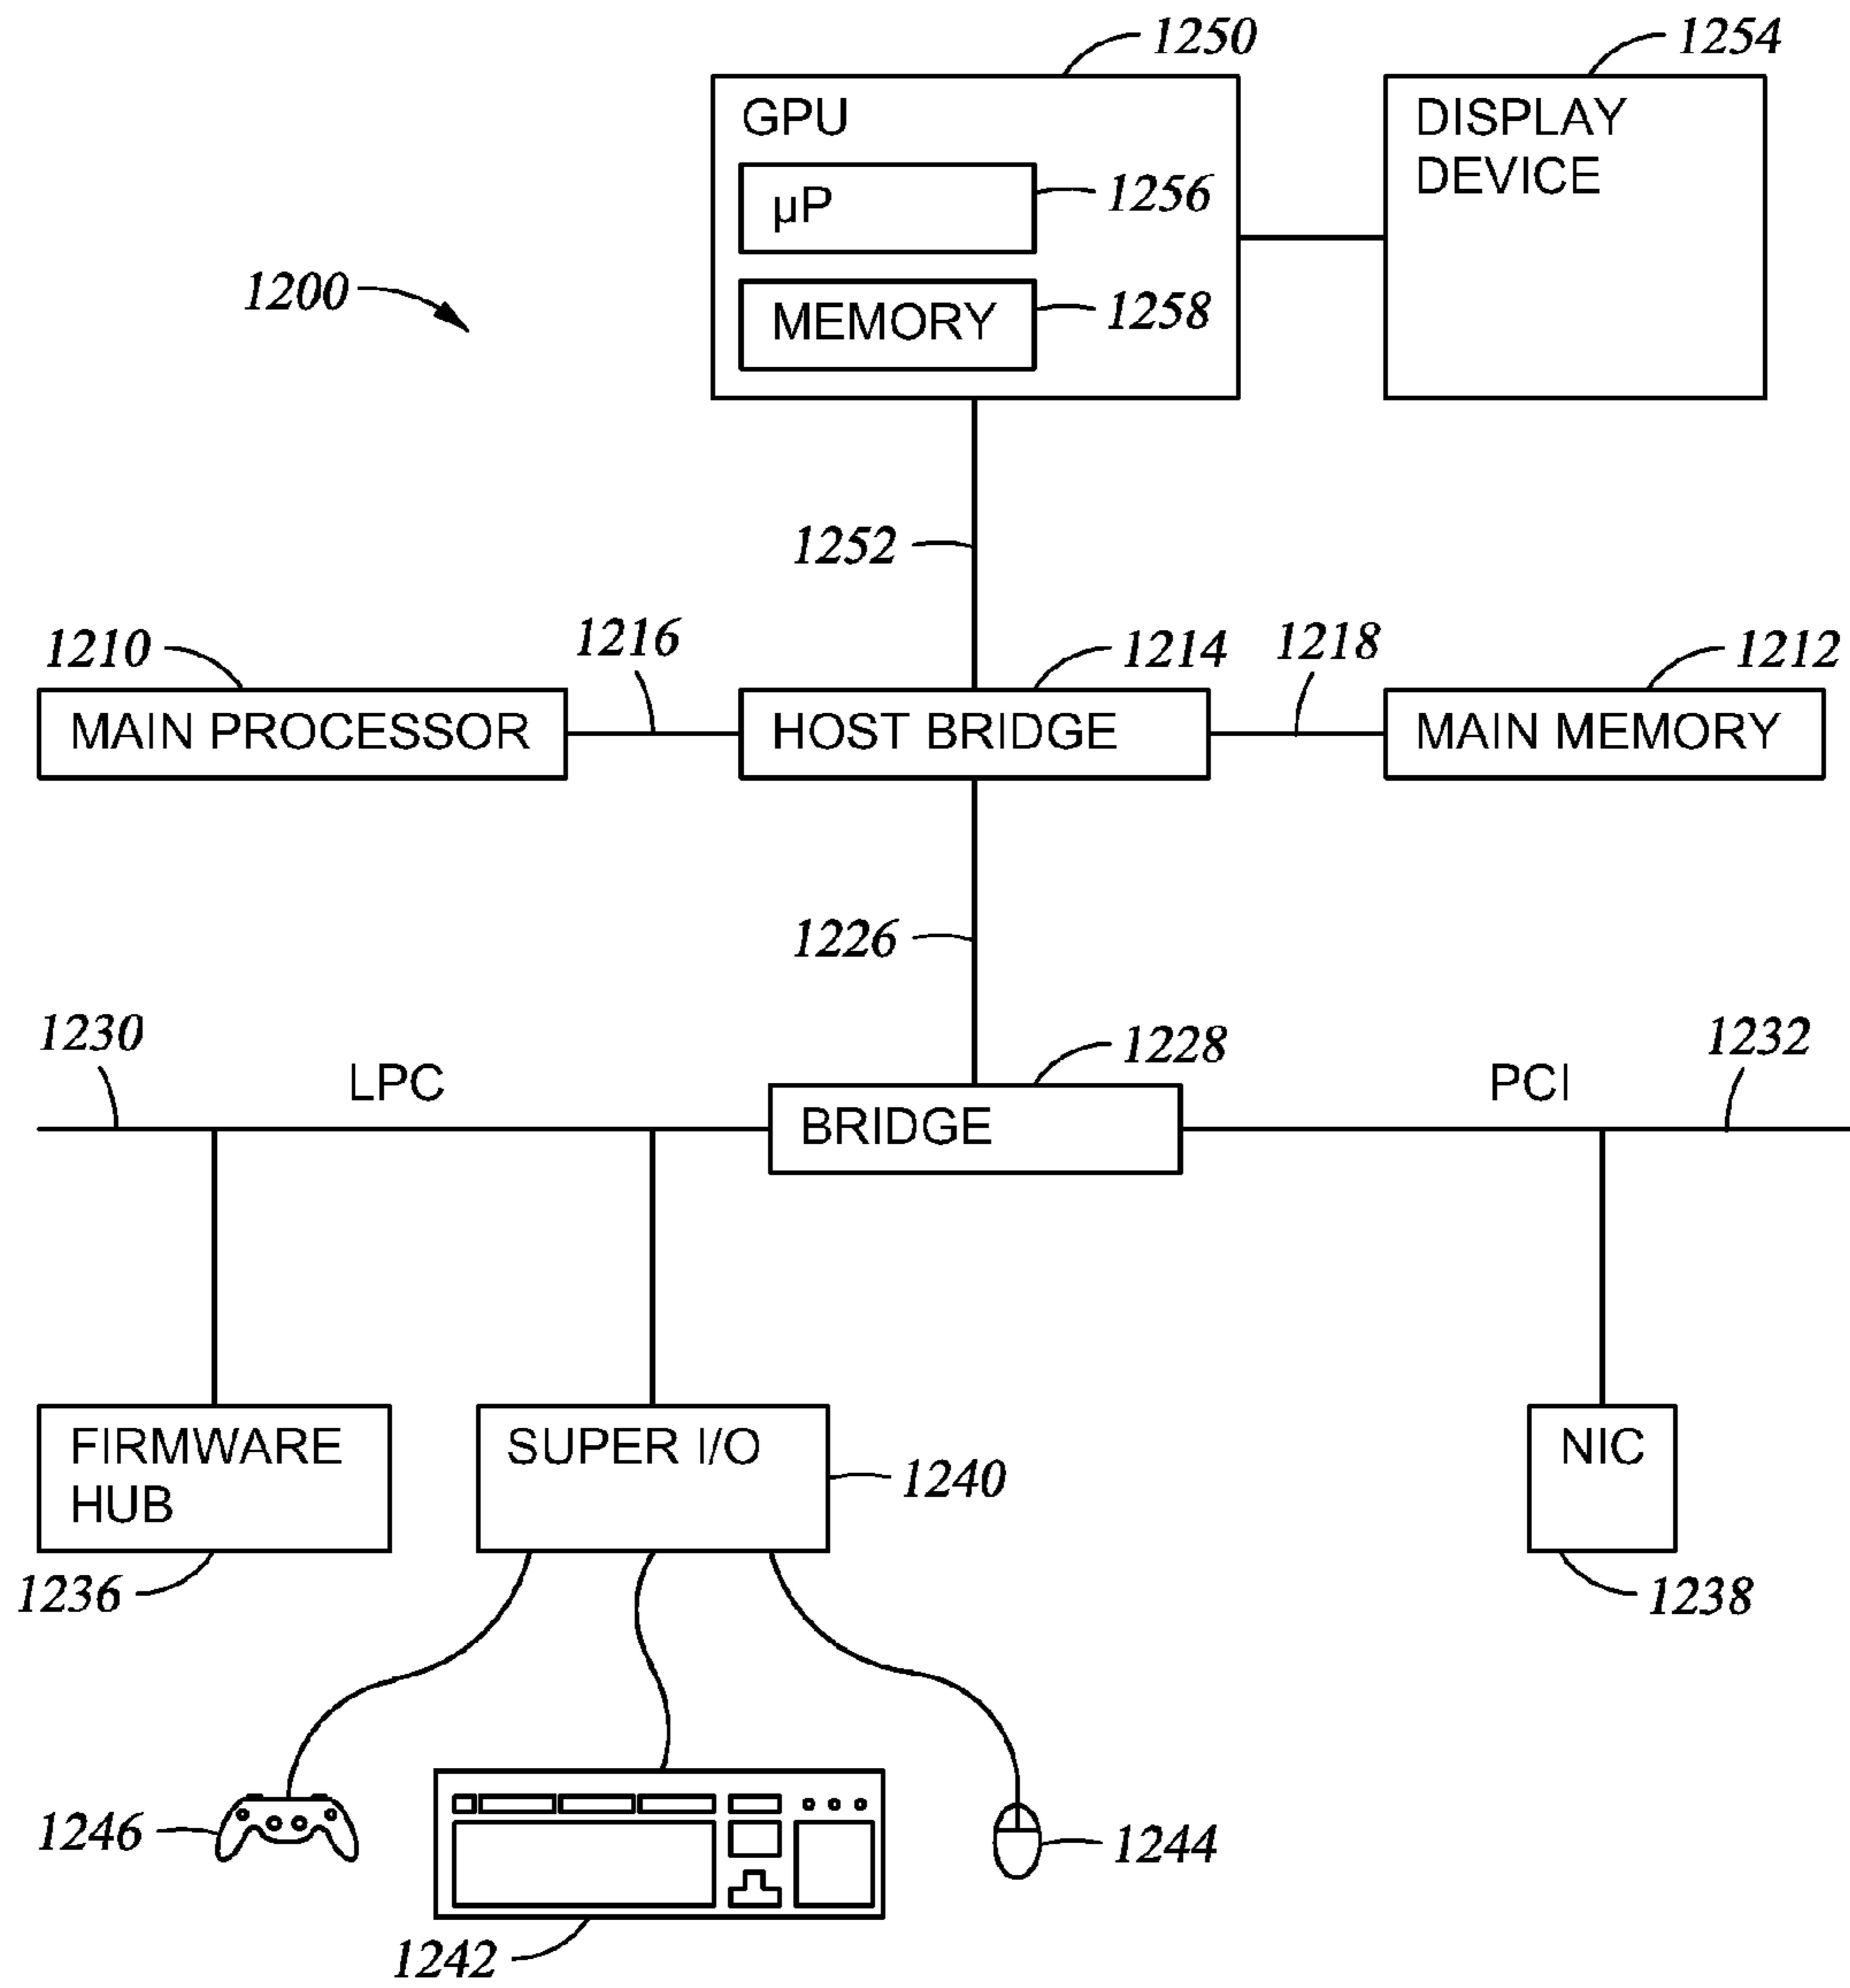 1250
1254
GPU
DISPLAY
DEVICE
µP
1256
1200
MEMORY
1258
1252
1210
1216
1214
1218
1212
MAIN PROCESSOR
HOST BRIDGE
MAIN MEMORY
1226
1230
LPC
1228
PCI
1232
BRIDGE
FIRMWARE
HUB
SUPER I/O
1240
NIC
1236
1238
1246
1244
1242